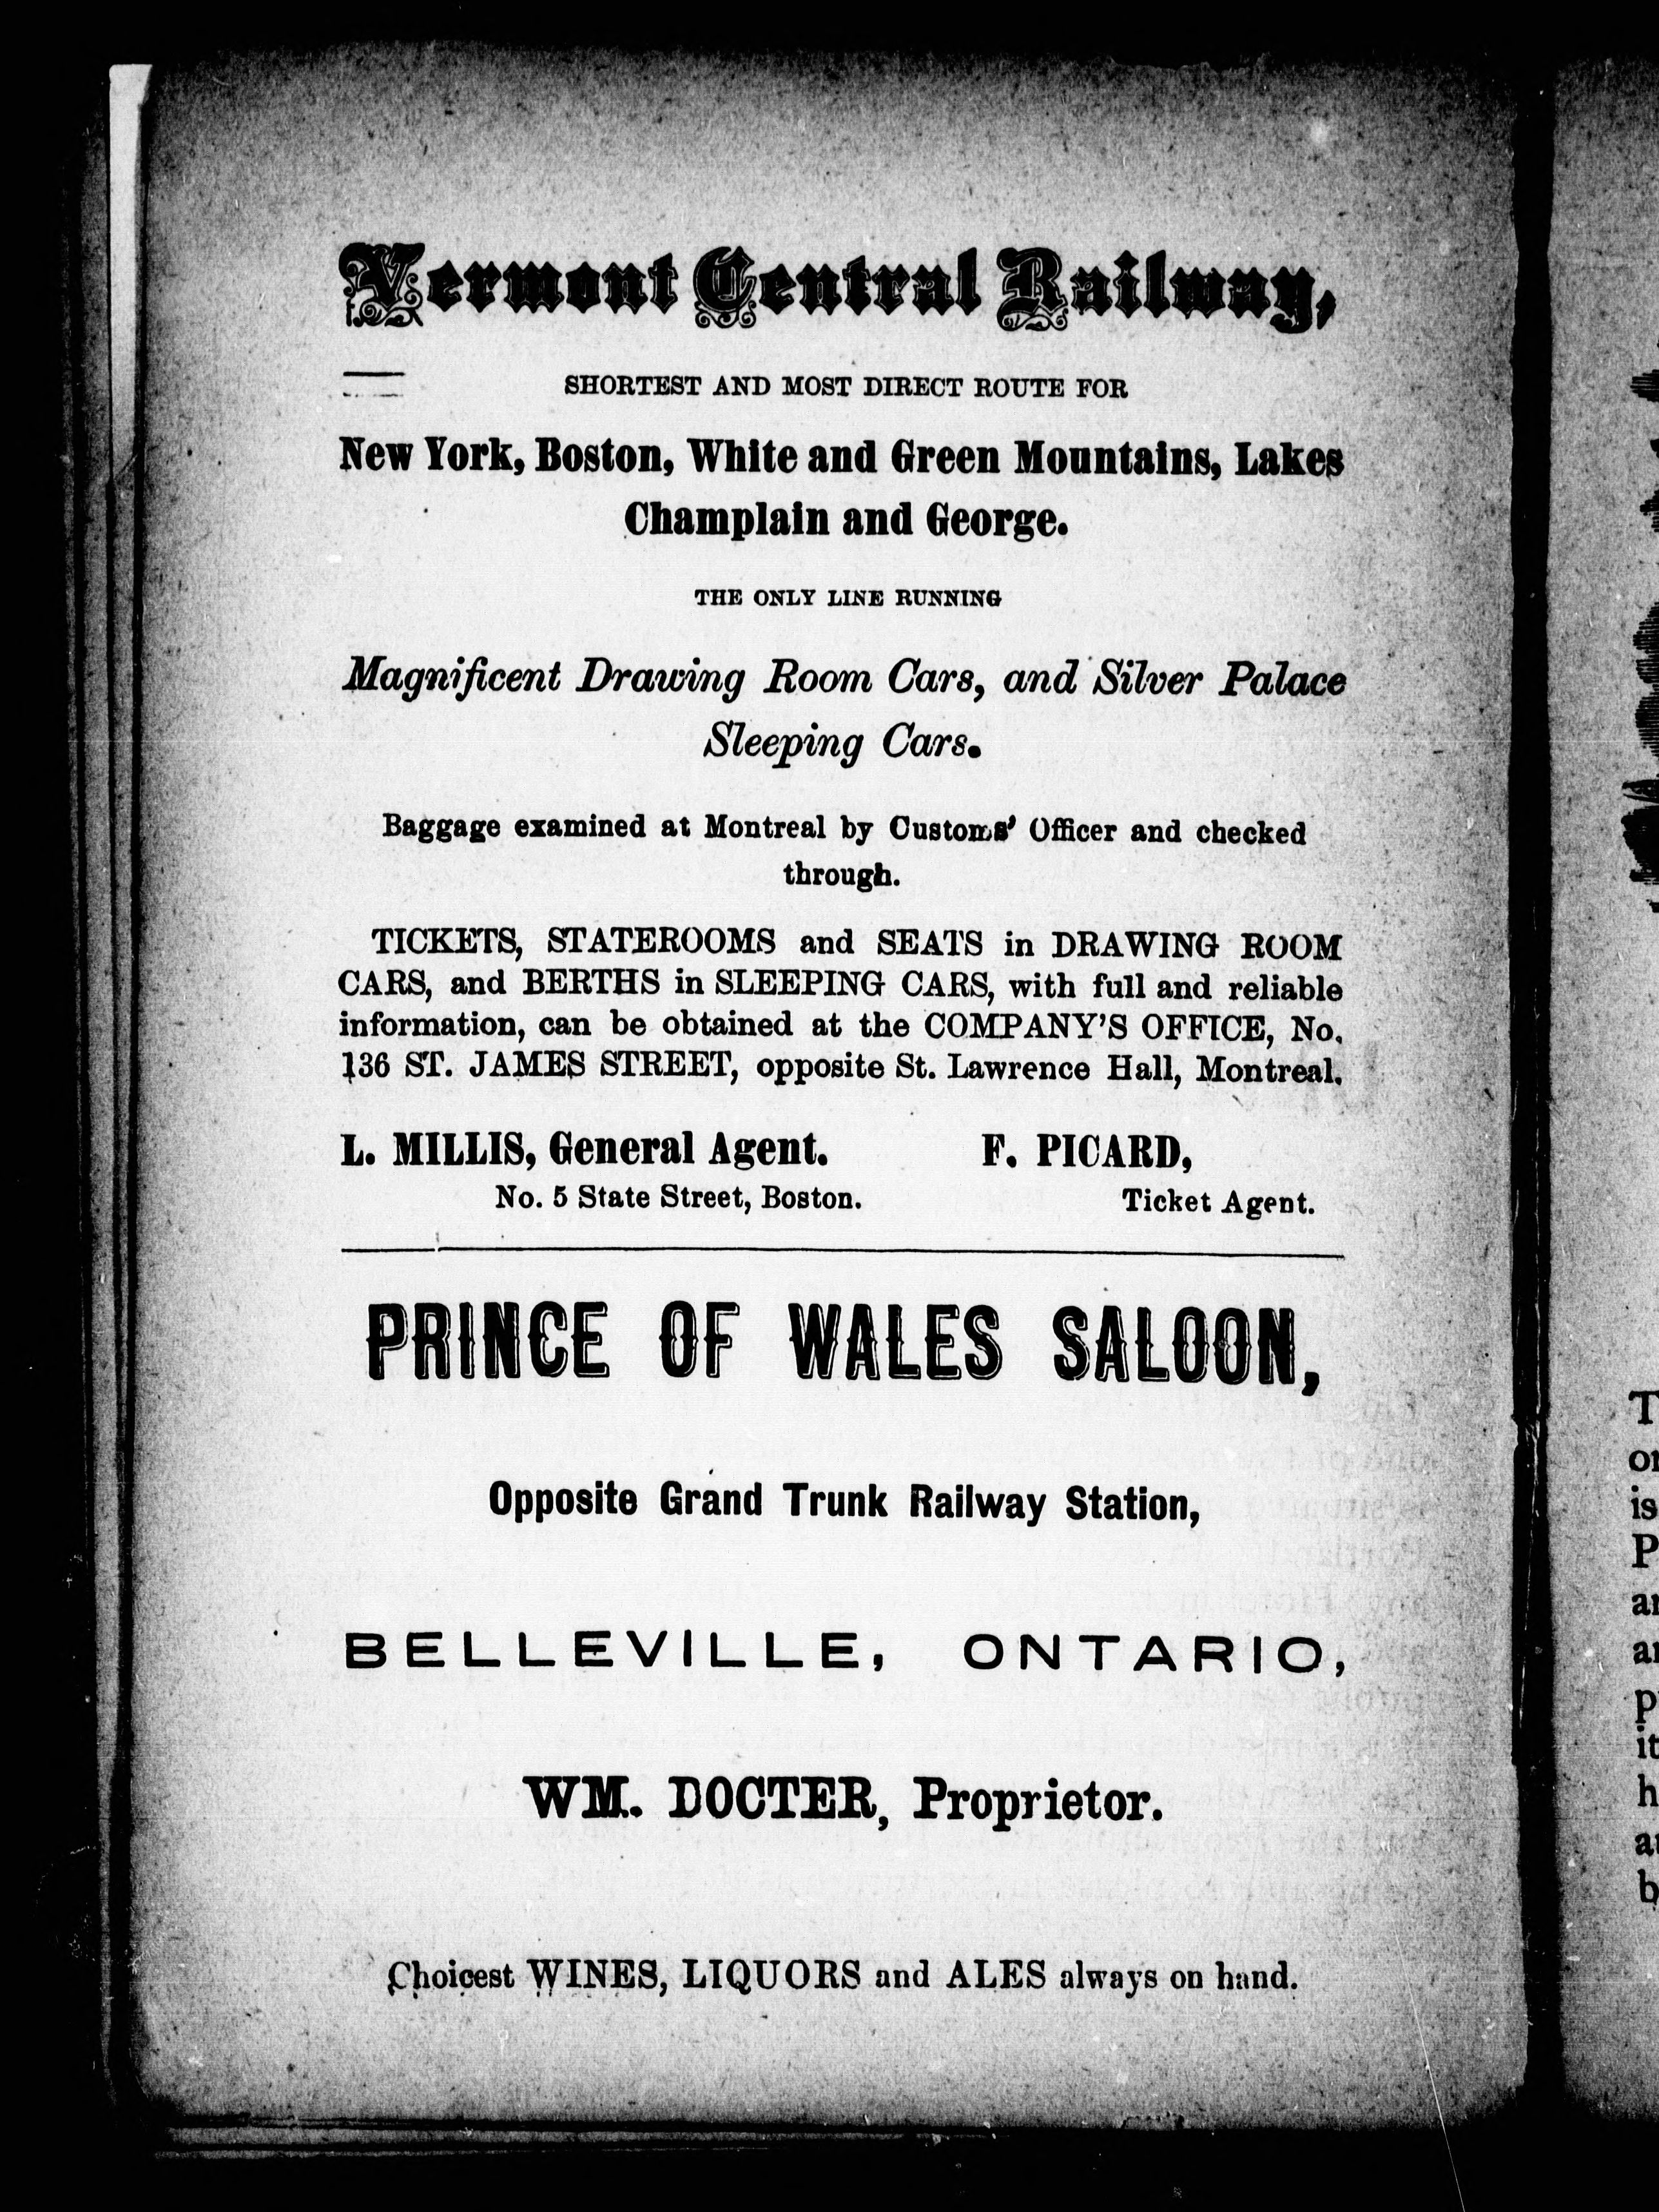 Vermont Central Railway,
SHORTEST AND MOST DIRECT ROUTE FOR
New York, Boston, White and Green Mountains, Lakes
Champlain and George.
THE ONLY LINE RUNNING
Magnificent Drawing Room Cars, and Silver Palace
Sleeping Cars.
Baggage examined at Montreal by Customs' Officer and checked
through.
TICKETS, STATEROOMS and SEATS in DRAWING ROOM
CARS, and BERTHS in SLEEPING CARS, with full and reliable
information, can be obtained at the COMPANY'S OFFICE, No.
136 ST. JAMES STREET, opposite St. Lawrence Hall, Montreal.
L. MILLIS, General Agent. F. PICARD,
No. 5 State Street, Boston. Ticket Agent.
PRINCE OF WALES SALOON,
Opposite Grand Trunk Railway Station,
BELLEVILLE, ONTARIO,
WM. DOCTER, Proprietor.
Choicest WINES, LIQUORS and ALES always on hand.